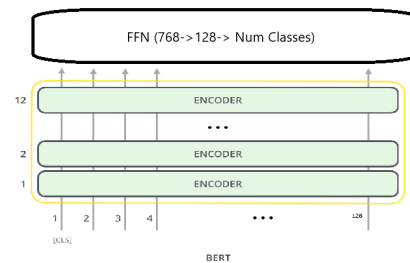 FFN (768->128-> Num Classes)
12 ENCODER
...
2 ENCODER
1 ENCODER
1 2 3 4 ... 128
[CLS]
BERT